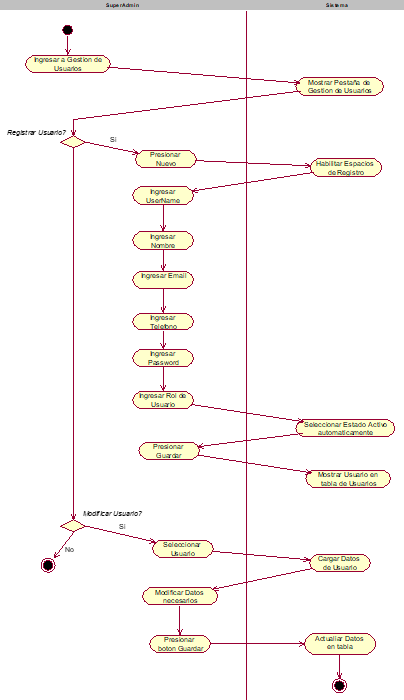 SuperAdmin
Sistema
Ingresar a Gestion de
Usuarios
Mostrar Pestaña de
Gestion de Usuarios
Registrar Usuario?
Si
Presionar
Nuevo
Habilitar Espacios
de Registro
Ingresar
UserName
Ingresar
Nombre
Ingresar Email
Ingresar
Telefono
Ingresar
Password
Ingresar Rol de
Usuario
Seleccionar Estado Activo
automaticamente
Presionar
Guardar
Mostrar Usuario en
tabla de Usuarios
Modificar Usuario?
Si
No
Seleccionar
Usuario
Cargar Datos
de Usuario
Modificar Datos
necesarios
Presionar
boton Guardar
Actualiar Datos
en tabla